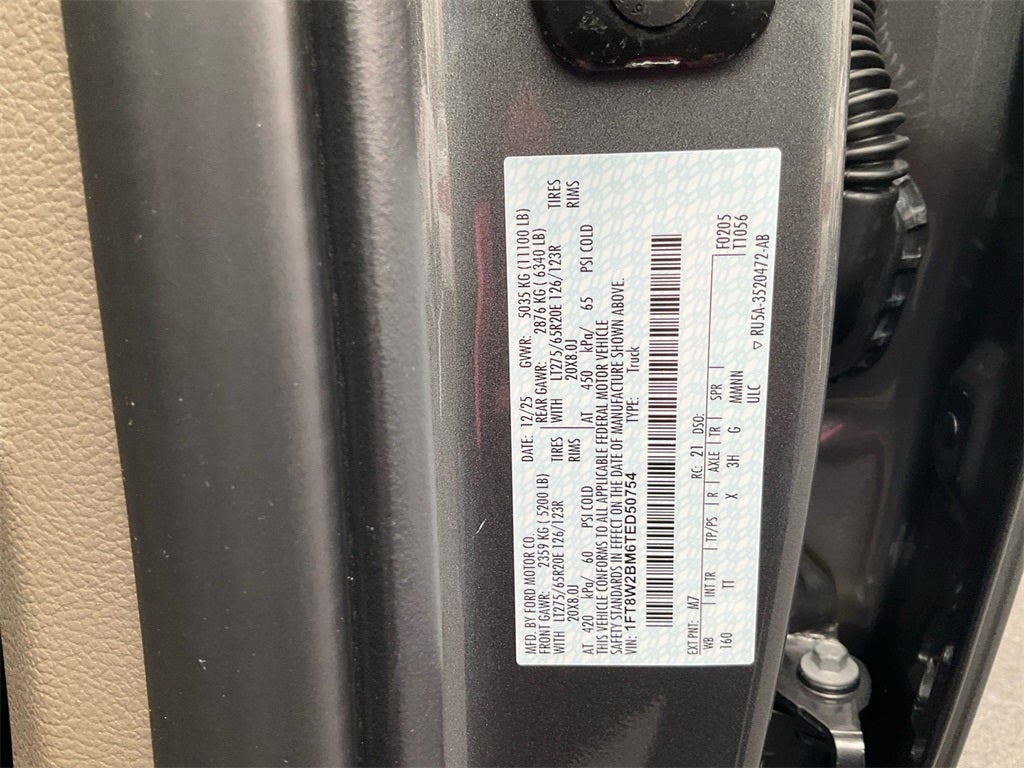 MFD. BY FORD MOTOR CO. DATE: 12/25 GVWR: 5035 KG (11100 LB)
FRONT GAWR: 2359 KG ( 5200 LB) REAR GAWR: 2876 KG ( 6340 LB)
WITH LT275/65R20E 126/123R TIRES WITH LT275/65R20E 126/123R TIRES
20X8.0J RIMS 20X8.0J RIMS
AT 420 kPa/ 60 PSI COLD AT 450 kPa/ 65 PSI COLD
THIS VEHICLE CONFORMS TO ALL APPLICABLE FEDERAL MOTOR VEHICLE
SAFETY STANDARDS IN EFFECT ON THE DATE OF MANUFACTURE SHOWN ABOVE.
VIN: 1FT8W2BM6TED50754 TYPE: Truck
EXT PNT: M7 RC: 21 DSO: F0205
WB INT TR TP/PS R AXLE TR SPR T1056
160 TT X 3H G MMNNN
ULC ▽ RU5A-3520472-AB